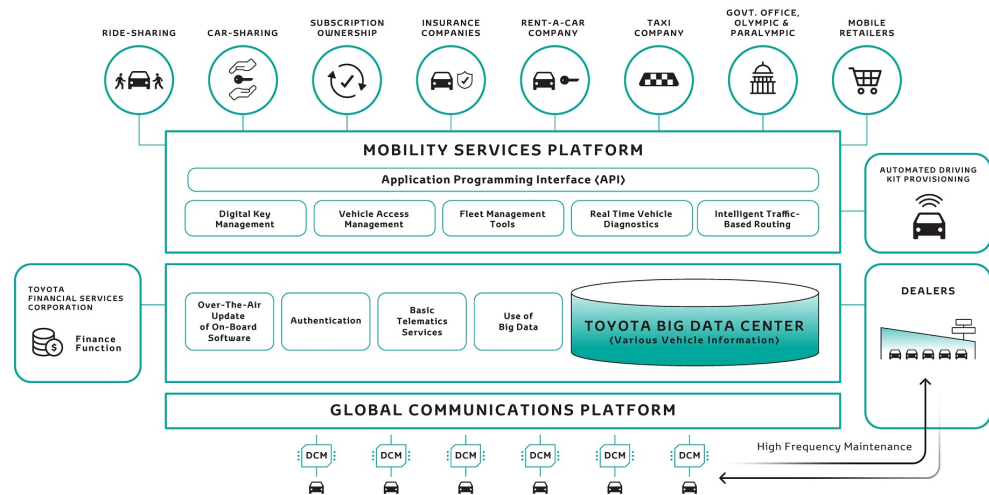 RIDE-SHARING
CAR-SHARING
SUBSCRIPTION
OWNERSHIP
INSURANCE
COMPANIES
RENT-A-CAR
COMPANY
TAXI
COMPANY
GOVT. OFFICE,
OLYMPIC &
PARALYMPIC
MOBILE
RETAILERS
MOBILITY SERVICES PLATFORM
Application Programming Interface (API)
Digital Key
Management
Vehicle Access
Management
Fleet Management
Tools
Real Time Vehicle
Diagnostics
Intelligent Traffic-
Based Routing
AUTOMATED DRIVING
KIT PROVISIONING
TOYOTA
FINANCIAL SERVICES
CORPORATION
$
Finance
Function
Over-The-Air
Update
of On-Board
Software
Authentication
Basic
Telematics
Services
Use of
Big Data
TOYOTA BIG DATA CENTER
(Various Vehicle Information)
DEALERS
GLOBAL COMMUNICATIONS PLATFORM
DCM
DCM
DCM
DCM
DCM
DCM
High Frequency Maintenance